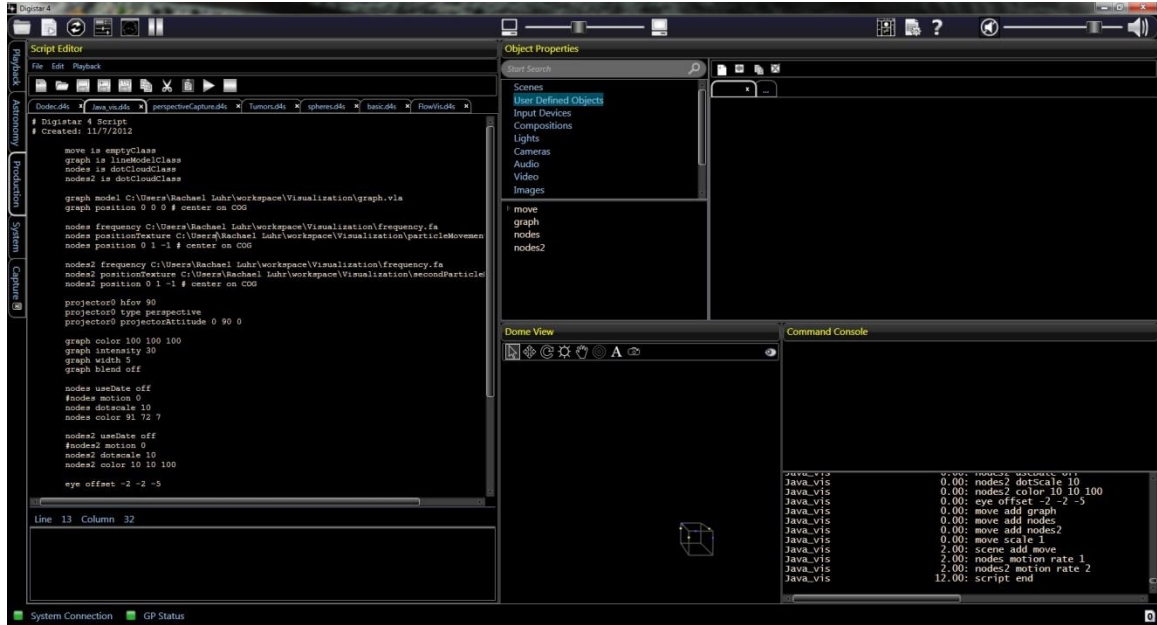 Digistar 4
Playback
Astronomy
Production
System
Capture
Script Editor
File Edit Playback
Dodec.d4s Java_vis.d4s perspectiveCapture.d4s Tumors.d4s spheres.d4s basic.d4s FlowVis.d4s
# Digistar 4 Script
# Created: 11/7/2012
move is emptyClass
graph is lineModelClass
nodes is dotCloudClass
nodes2 is dotCloudClass
graph model C:\Users\Rachael Luhr\workspace\Visualization\graph.vla
graph position 0 0 0 # center on COG
nodes frequency C:\Users\Rachael Luhr\workspace\Visualization\frequency.fa
nodes positionTexture C:\Users\Rachael Luhr\workspace\Visualization\particleMovemen
nodes position 0 1 -1 # center on COG
nodes2 frequency C:\Users\Rachael Luhr\workspace\Visualization\frequency.fa
nodes2 positionTexture C:\Users\Rachael Luhr\workspace\Visualization\secondParticle
nodes2 position 0 1 -1 # center on COG
projector0 hfov 90
projector0 type perspective
projector0 projectorAttitude 0 90 0
graph color 100 100 100
graph intensity 30
graph width 5
graph blend off
nodes useDate off
#nodes motion 0
nodes dotscale 10
nodes color 91 72 7
nodes2 useDate off
#nodes2 motion 0
nodes2 dotscale 10
nodes2 color 10 10 100
eye offset -2 -2 -5
Line 13 Column 32
Object Properties
Start Search
Scenes
User Defined Objects
Input Devices
Compositions
Lights
Cameras
Audio
Video
Images
move
graph
nodes
nodes2
...
Dome View
A
Command Console
Java_vis 0.00: nodes2 useDate off
Java_vis 0.00: nodes2 dotScale 10
Java_vis 0.00: nodes2 color 10 10 100
Java_vis 0.00: eye offset -2 -2 -5
Java_vis 0.00: move add graph
Java_vis 0.00: move add nodes
Java_vis 0.00: move add nodes2
Java_vis 0.00: move scale 1
Java_vis 2.00: scene add move
Java_vis 2.00: nodes motion rate 1
Java_vis 2.00: nodes2 motion rate 2
Java_vis 12.00: script end
System Connection GP Status
0